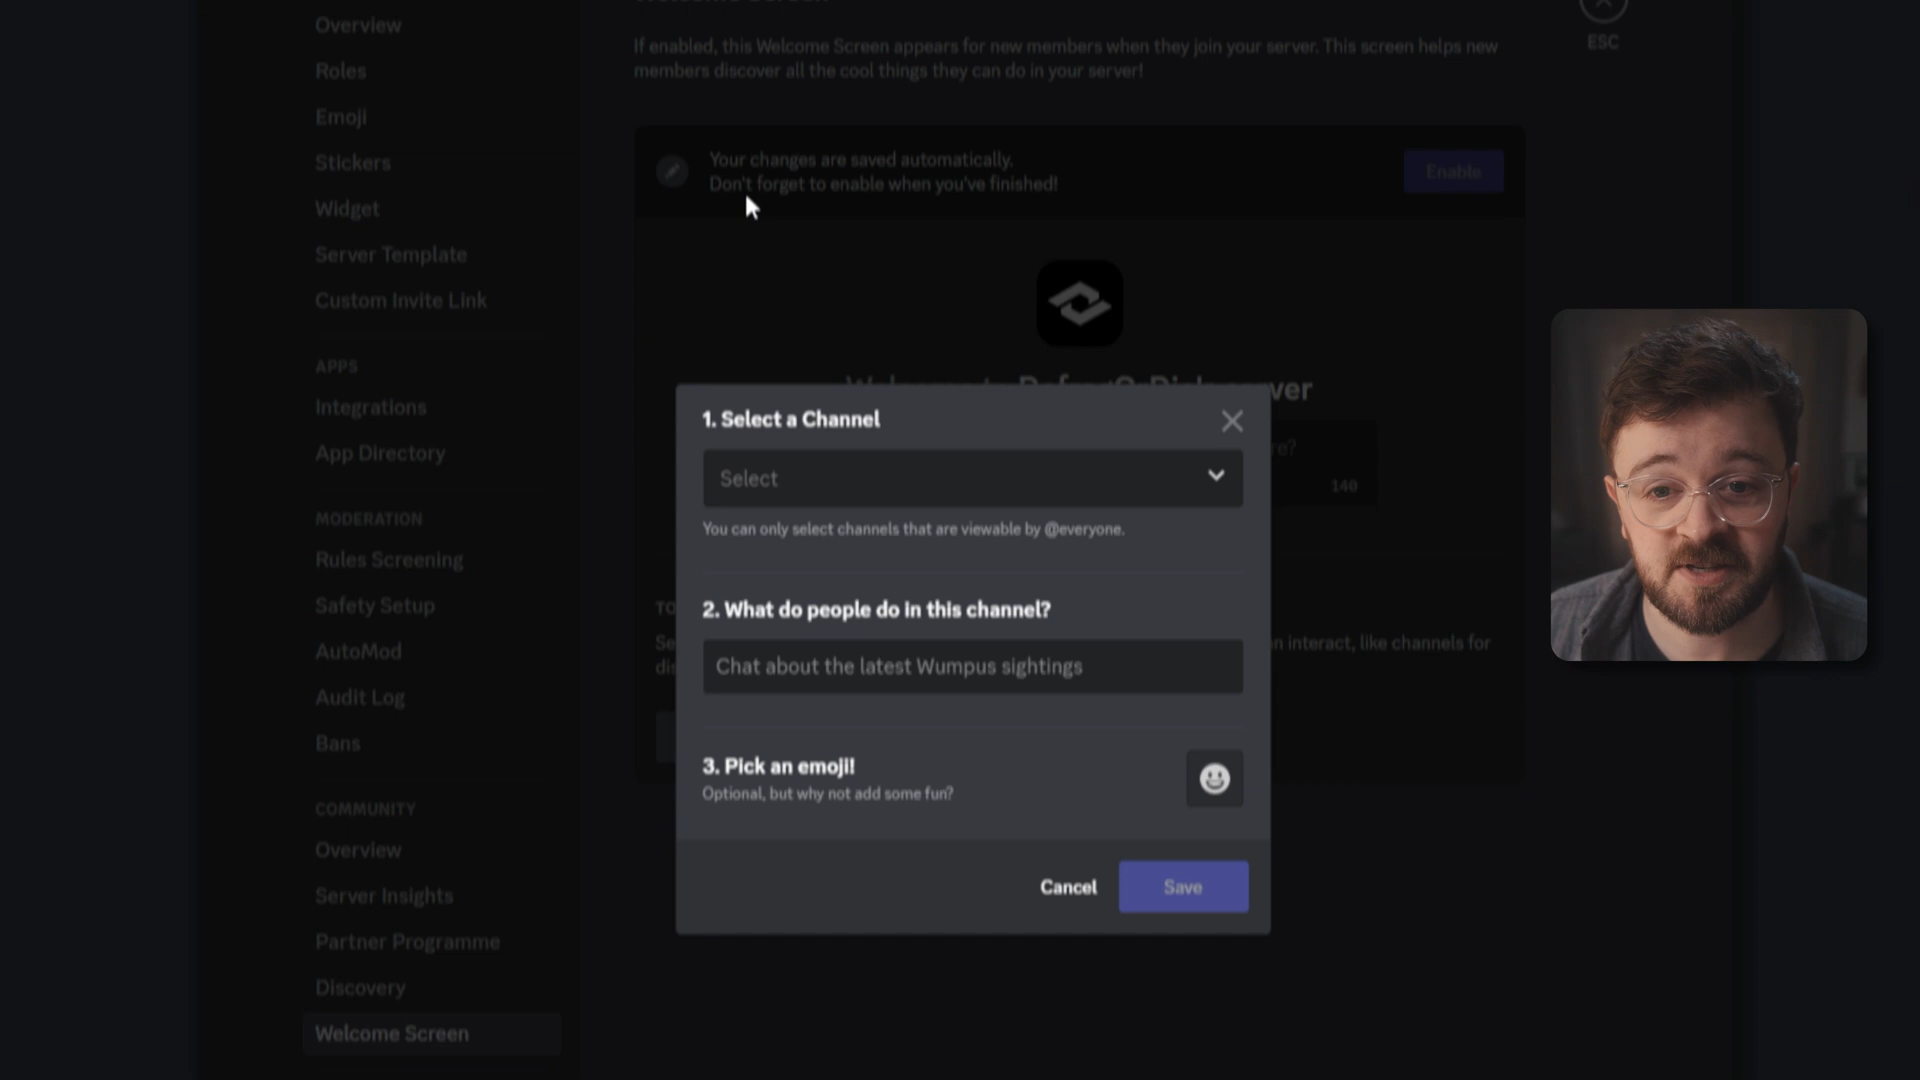 Overview
Roles
Emoji
Stickers
Widget
Server Template
Custom Invite Link
APPS
Integrations
App Directory
MODERATION
Rules Screening
Safety Setup
AutoMod
Audit Log
Bans
COMMUNITY
Overview
Server Insights
Partner Programme
Discovery
Welcome Screen
If enabled, this Welcome Screen appears for new members when they join your server. This screen helps new
members discover all the cool things they can do in your server!
ESC
Your changes are saved automatically.
Don't forget to enable when you've finished!
Enable
1. Select a Channel
Select
You can only select channels that are viewable by @everyone.
140
2. What do people do in this channel?
Chat about the latest Wumpus sightings
interact, like channels for
3. Pick an emoji!
Optional, but why not add some fun?
Cancel
Save